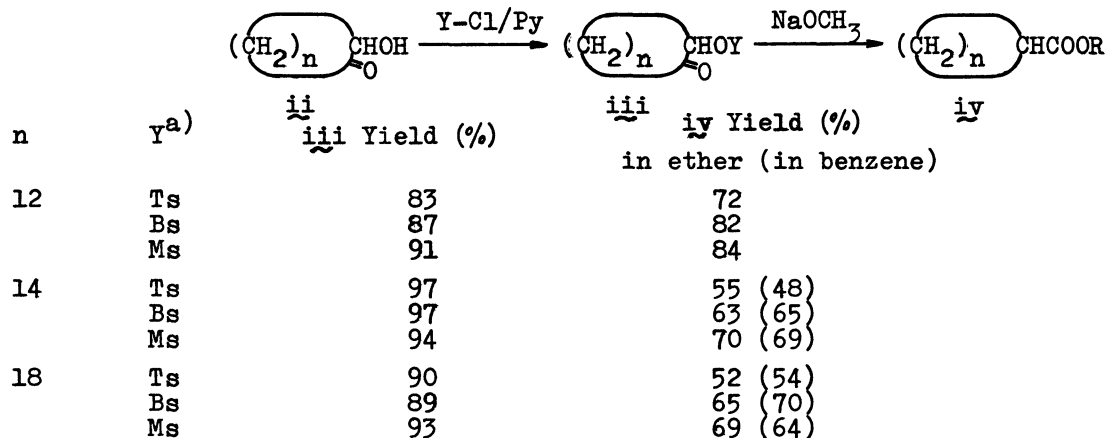 (CH2)n CHOH O Y-Cl/Py (CH2)n CHOY O NaOCH3 (CH2)n CHCOOR
ii iii iv
n Y a) iii Yield (%) iv Yield (%)
in ether (in benzene)
12 Ts 83 72
Bs 87 82
Ms 91 84
14 Ts 97 55 (48)
Bs 97 63 (65)
Ms 94 70 (69)
18 Ts 90 52 (54)
Bs 89 65 (70)
Ms 93 69 (64)